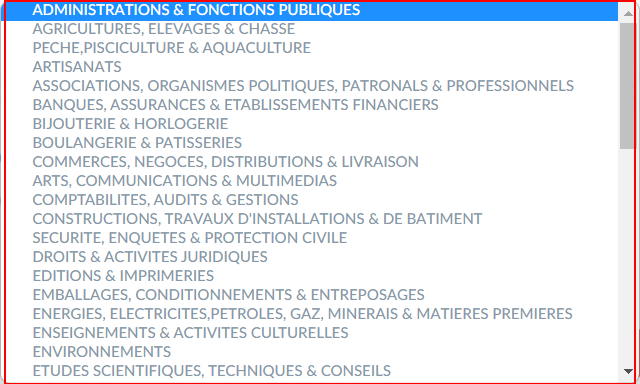 ADMINISTRATIONS & FONCTIONS PUBLIQUES
AGRICULTURES, ELEVAGES & CHASSE
PECHE,PISCICULTURE & AQUACULTURE
ARTISANATS
ASSOCIATIONS, ORGANISMES POLITIQUES, PATRONALS & PROFESSIONNELS
BANQUES, ASSURANCES & ETABLISSEMENTS FINANCIERS
BIJOUTERIE & HORLOGERIE
BOULANGERIE & PATISSERIES
COMMERCES, NEGOCES, DISTRIBUTIONS & LIVRAISON
ARTS, COMMUNICATIONS & MULTIMEDIAS
COMPTABILITES, AUDITS & GESTIONS
CONSTRUCTIONS, TRAVAUX D'INSTALLATIONS & DE BATIMENT
SECURITE, ENQUETES & PROTECTION CIVILE
DROITS & ACTIVITES JURIDIQUES
EDITIONS & IMPRIMERIES
EMBALLAGES, CONDITIONNEMENTS & ENTREPOSAGES
ENERGIES, ELECTRICITES,PETROLES, GAZ, MINERAIS & MATIERES PREMIERES
ENSEIGNEMENTS & ACTIVITES CULTURELLES
ENVIRONNEMENTS
ETUDES SCIENTIFIQUES, TECHNIQUES & CONSEILS